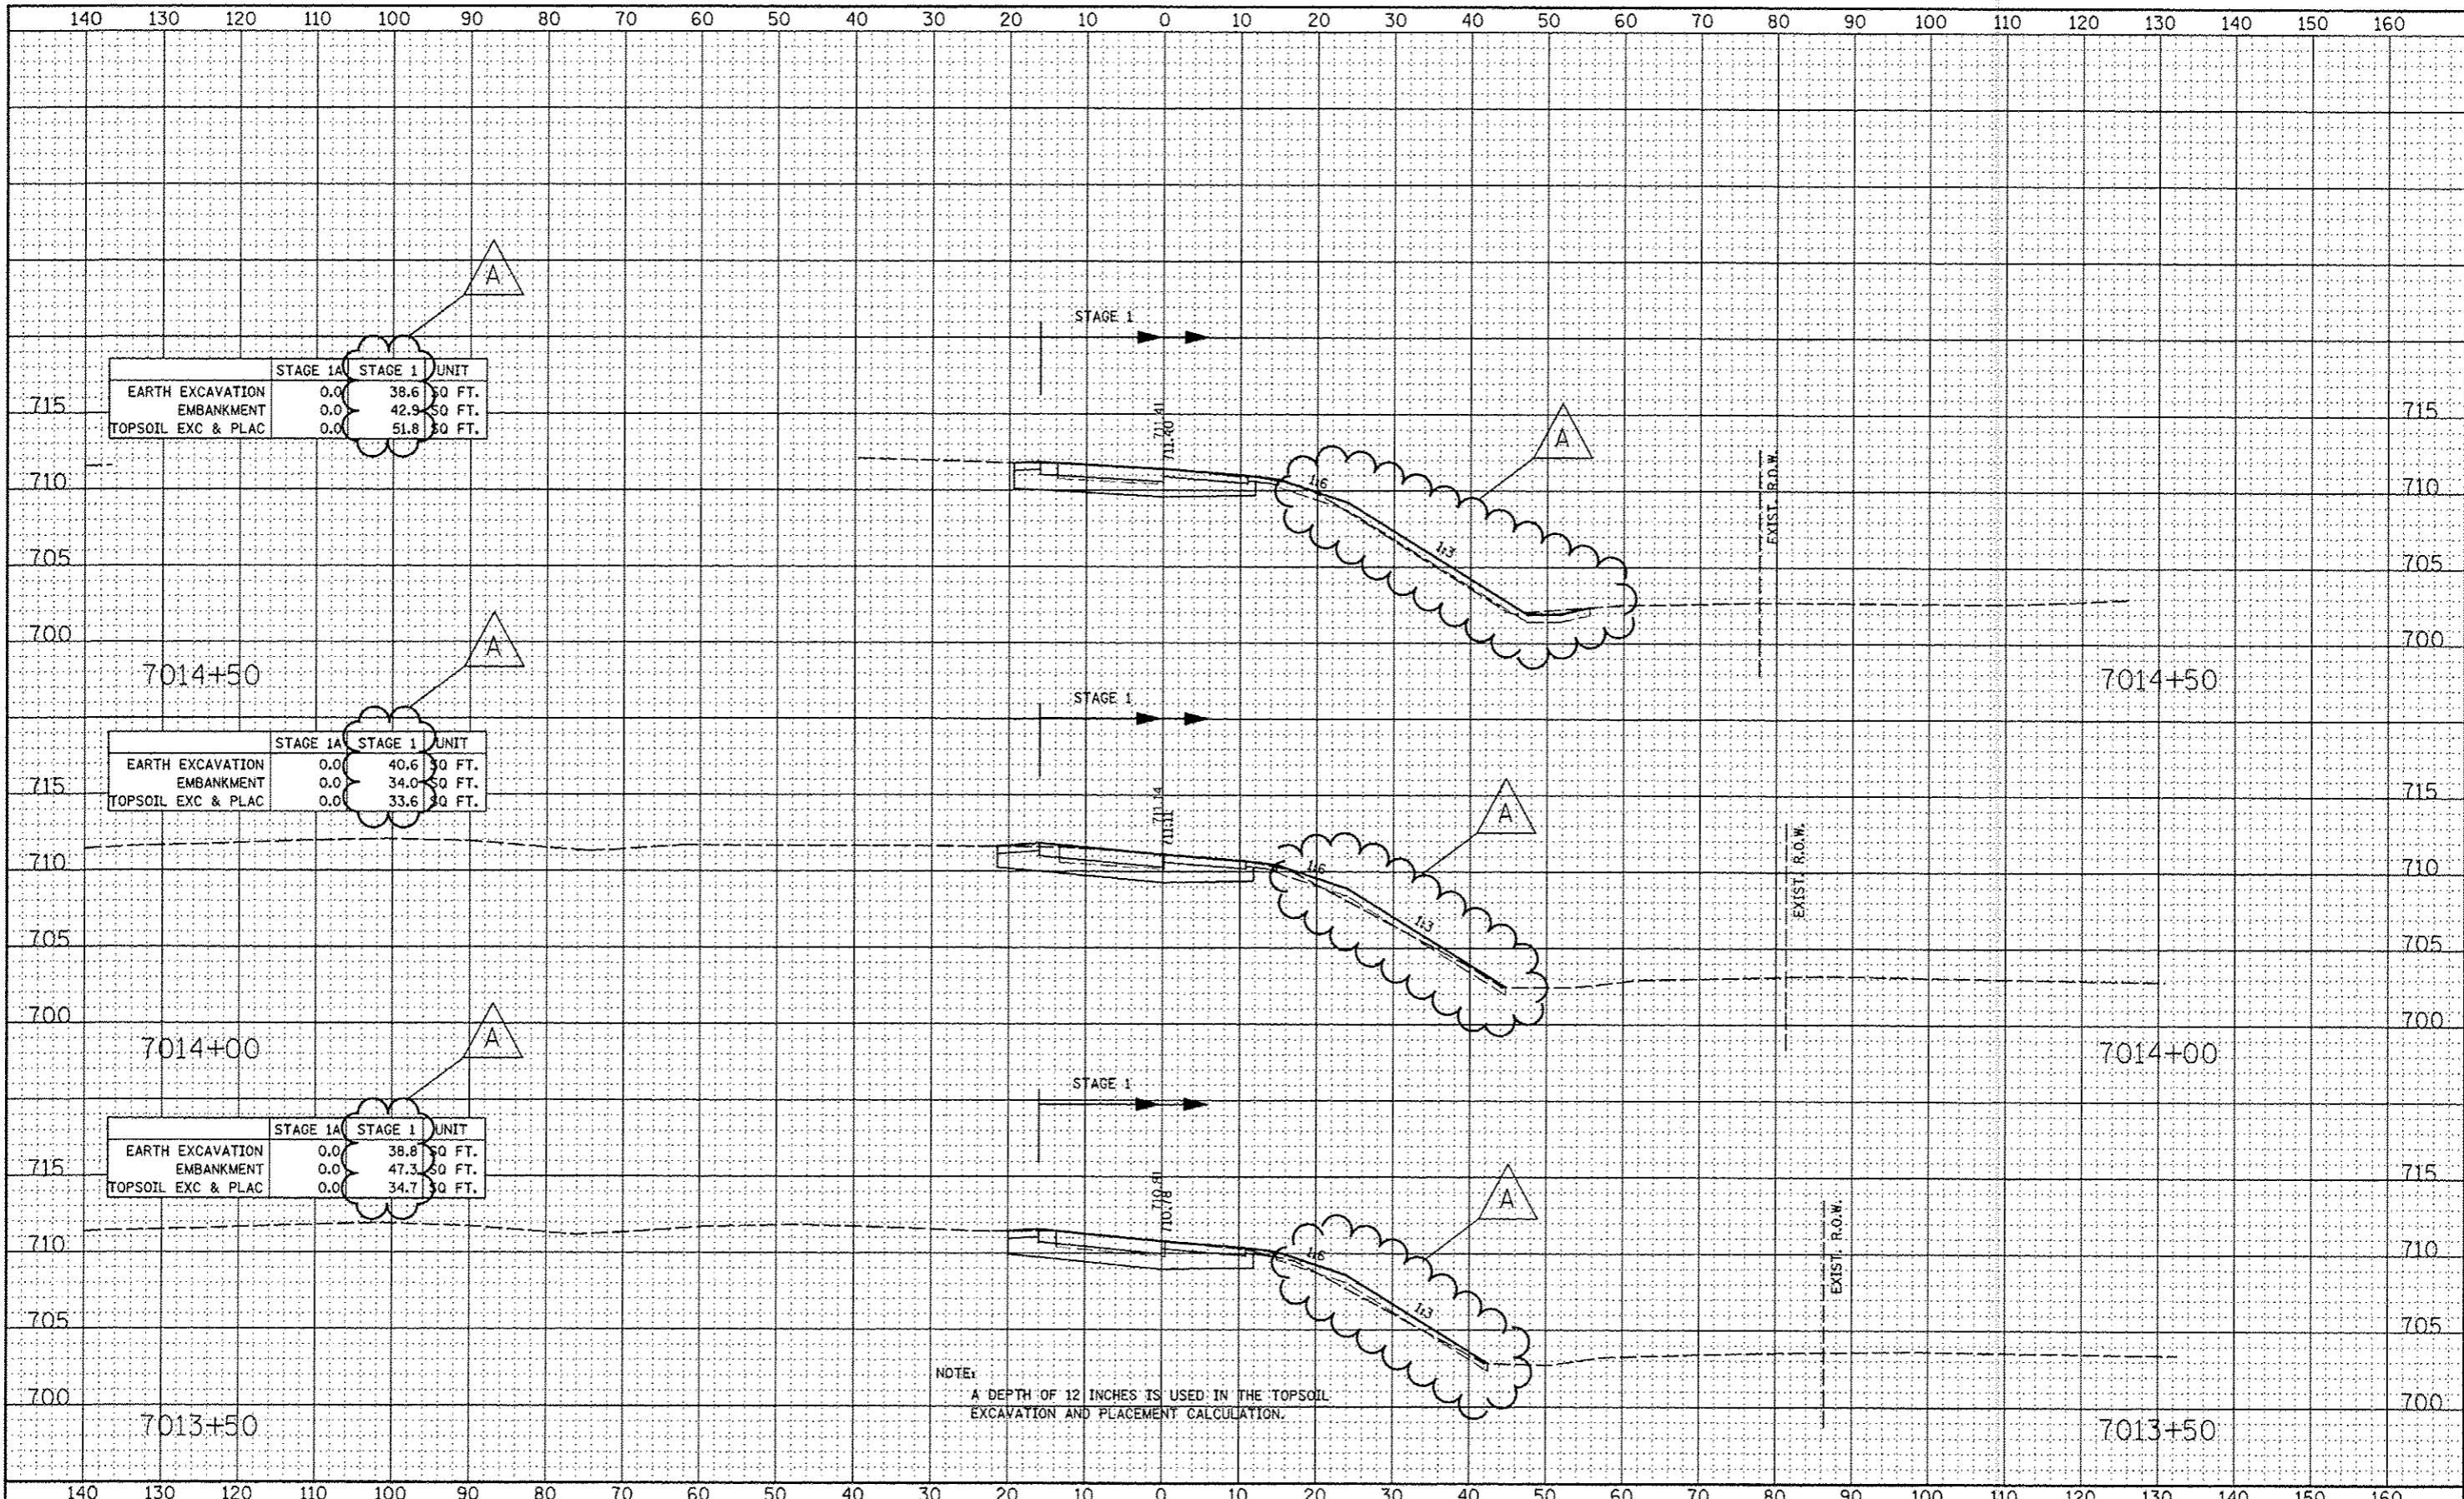 140 130 120 110 100 90 80 70 60 50 40 30 20 10 0 10 20 30 40 50 60 70 80 90 100 110 120 130 140 150 160
A
STAGE 1
STAGE 1A STAGE 1 UNIT
EARTH EXCAVATION 0.0 38.6 SQ FT.
EMBANKMENT 0.0 42.9 SQ FT.
TOPSOIL EXC & PLAC 0.0 51.8 SQ FT.
715 715
711.41
711.40
A
710 710
1:6
EXIST. R.O.W.
1:3
705 705
700 700
A
7014+50 7014+50
STAGE 1
STAGE 1A STAGE 1 UNIT
EARTH EXCAVATION 0.0 40.6 SQ FT.
EMBANKMENT 0.0 34.0 SQ FT.
TOPSOIL EXC & PLAC 0.0 33.6 SQ FT.
715 715
711.14
711.11
A
710 710
1:6
EXIST. R.O.W.
1:3
705 705
700 700
A
7014+00 7014+00
STAGE 1
STAGE 1A STAGE 1 UNIT
EARTH EXCAVATION 0.0 38.8 SQ FT.
EMBANKMENT 0.0 47.3 SQ FT.
TOPSOIL EXC & PLAC 0.0 34.7 SQ FT.
715 715
710.81
710.78
A
710 710
1:6
EXIST. R.O.W.
1:3
705 705
NOTE:
A DEPTH OF 12 INCHES IS USED IN THE TOPSOIL
EXCAVATION AND PLACEMENT CALCULATION.
700 700
7013+50 7013+50
140 130 120 110 100 90 80 70 60 50 40 30 20 10 0 10 20 30 40 50 60 70 80 90 100 110 120 130 140 150 160